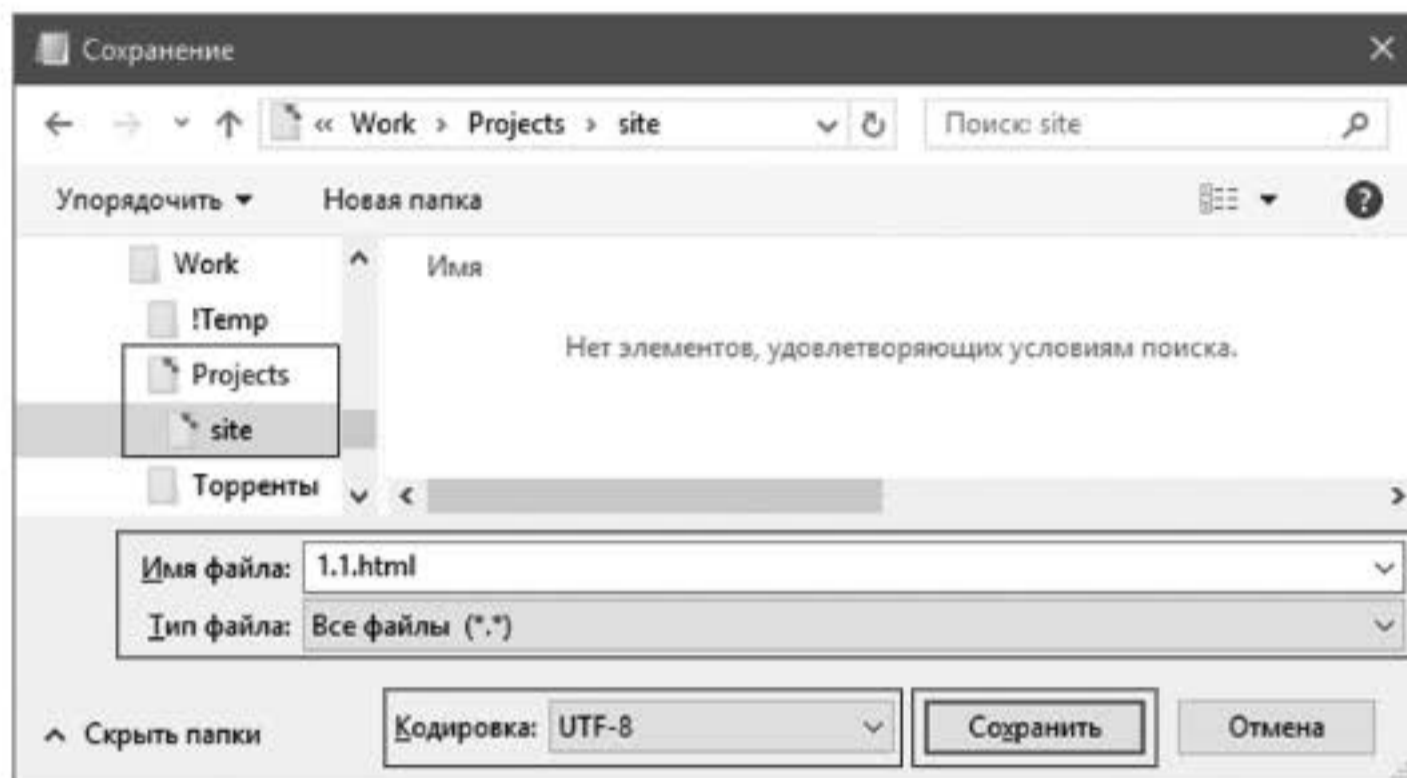 Сохранение
« Work › Projects › site
Поиск: site
Упорядочить
Новая папка
Work
!Temp
Projects
site
Торренты
Имя
Нет элементов, удовлетворяющих условиям поиска.
Имя файла: 1.1.html
Тип файла: Все файлы (*.*)
Скрыть папки
Кодировка: UTF-8
Сохранить
Отмена